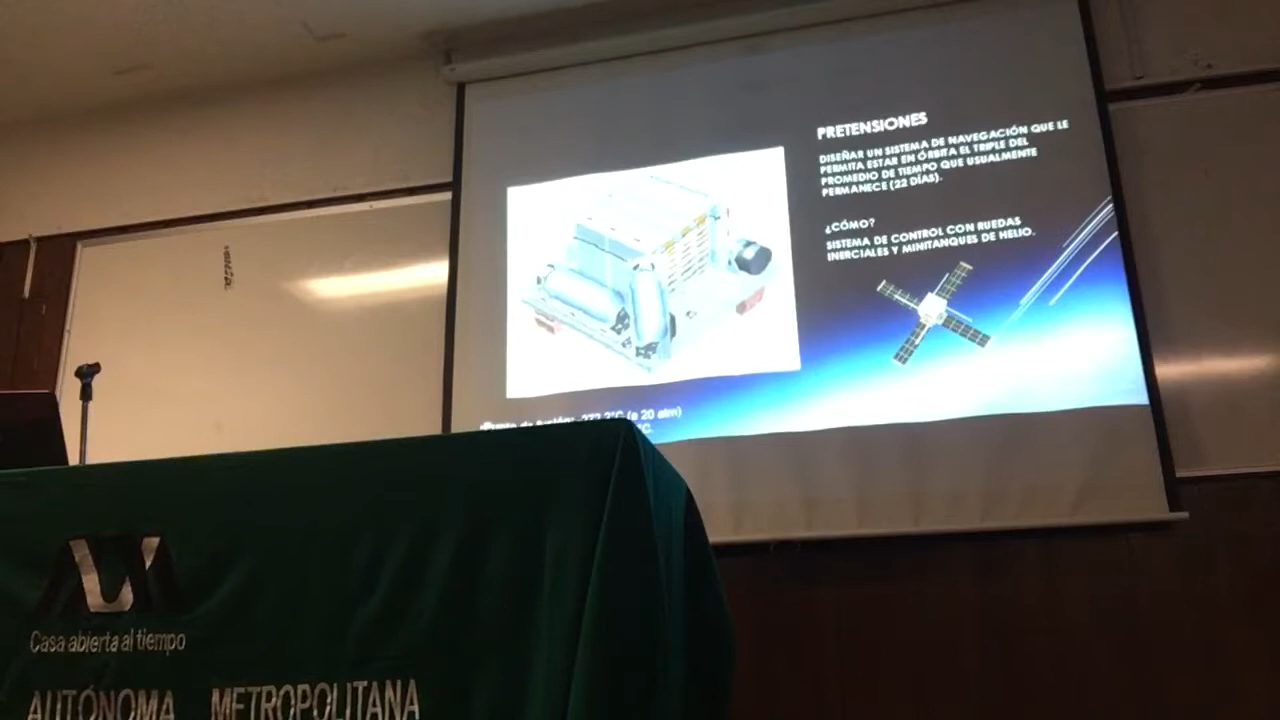 PRETENSIONES
DISEÑAR UN SISTEMA DE NAVEGACIÓN QUE LE
PERMITA ESTAR EN ÓRBITA EL TRIPLE DEL
PROMEDIO DE TIEMPO QUE USUALMENTE
PERMANECE (22 DÍAS).
¿CÓMO?
SISTEMA DE CONTROL CON RUEDAS
INERCIALES Y MINITANQUES DE HELIO.
(a 20 atm)
°C.
Casa abierta al tiempo
AUTÓNOMA METROPOLITANA